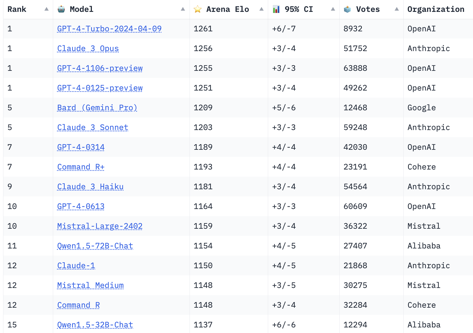 Rank Model Arena Elo 95% CI Votes Organization
1 GPT-4-Turbo-2024-04-09 1261 +6/-7 8932 OpenAI
1 Claude 3 Opus 1256 +3/-4 51752 Anthropic
1 GPT-4-1106-preview 1255 +3/-3 63888 OpenAI
1 GPT-4-0125-preview 1251 +3/-4 49262 OpenAI
5 Bard (Gemini Pro) 1209 +5/-6 12468 Google
5 Claude 3 Sonnet 1203 +3/-3 59248 Anthropic
7 GPT-4-0314 1189 +4/-4 42030 OpenAI
7 Command R+ 1193 +4/-4 23191 Cohere
9 Claude 3 Haiku 1181 +3/-4 54564 Anthropic
10 GPT-4-0613 1164 +3/-3 60609 OpenAI
10 Mistral-Large-2402 1159 +3/-4 36322 Mistral
11 Qwen1.5-72B-Chat 1154 +4/-5 27407 Alibaba
12 Claude-1 1150 +4/-5 21868 Anthropic
12 Mistral Medium 1148 +3/-5 30275 Mistral
12 Command R 1148 +3/-4 32284 Cohere
15 Qwen1.5-32B-Chat 1137 +6/-6 12294 Alibaba